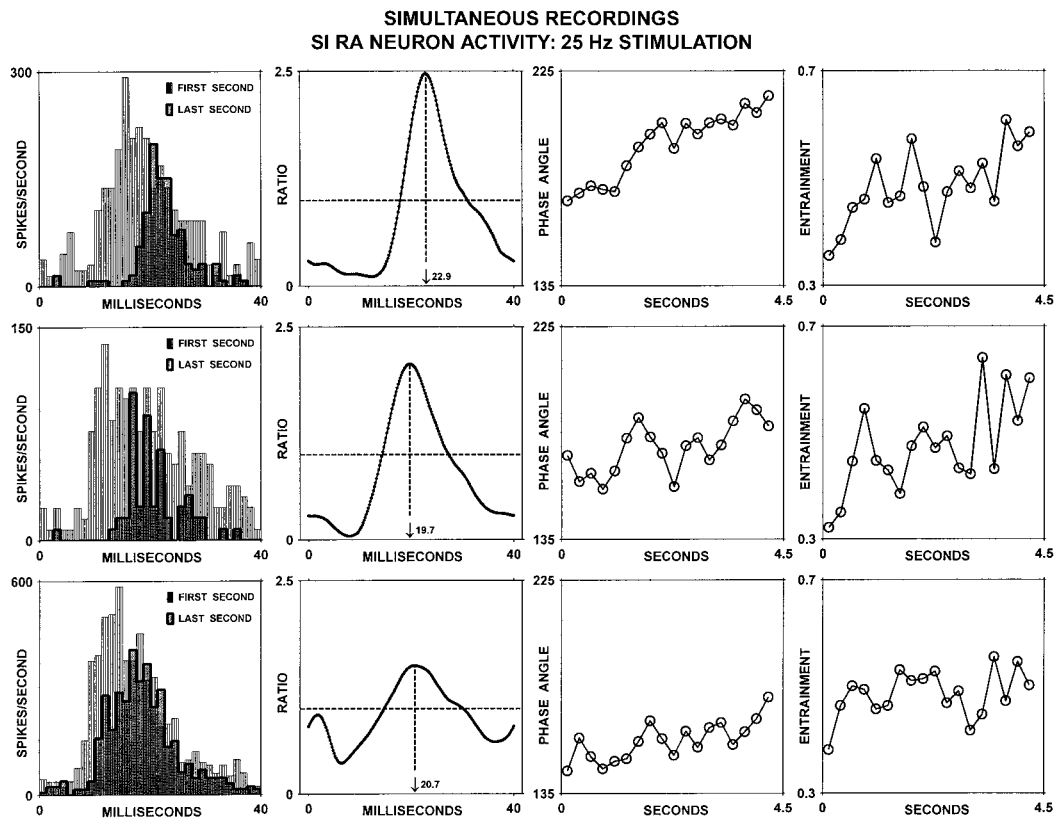 SIMULTANEOUS RECORDINGS
SI RA NEURON ACTIVITY: 25 Hz STIMULATION
300
SPIKES/SECOND
0
FIRST SECOND
LAST SECOND
0 MILLISECONDS 40
2.5
RATIO
0
22.9
0 MILLISECONDS 40
225
PHASE ANGLE
135
0 SECONDS 4.5
0.7
ENTRAINMENT
0.3
0 SECONDS 4.5
150
SPIKES/SECOND
0
FIRST SECOND
LAST SECOND
0 MILLISECONDS 40
2.5
RATIO
0
19.7
0 MILLISECONDS 40
225
PHASE ANGLE
135
0 SECONDS 4.5
0.7
ENTRAINMENT
0.3
0 SECONDS 4.5
600
SPIKES/SECOND
0
FIRST SECOND
LAST SECOND
0 MILLISECONDS 40
2.5
RATIO
0
20.7
0 MILLISECONDS 40
225
PHASE ANGLE
135
0 SECONDS 4.5
0.7
ENTRAINMENT
0.3
0 SECONDS 4.5